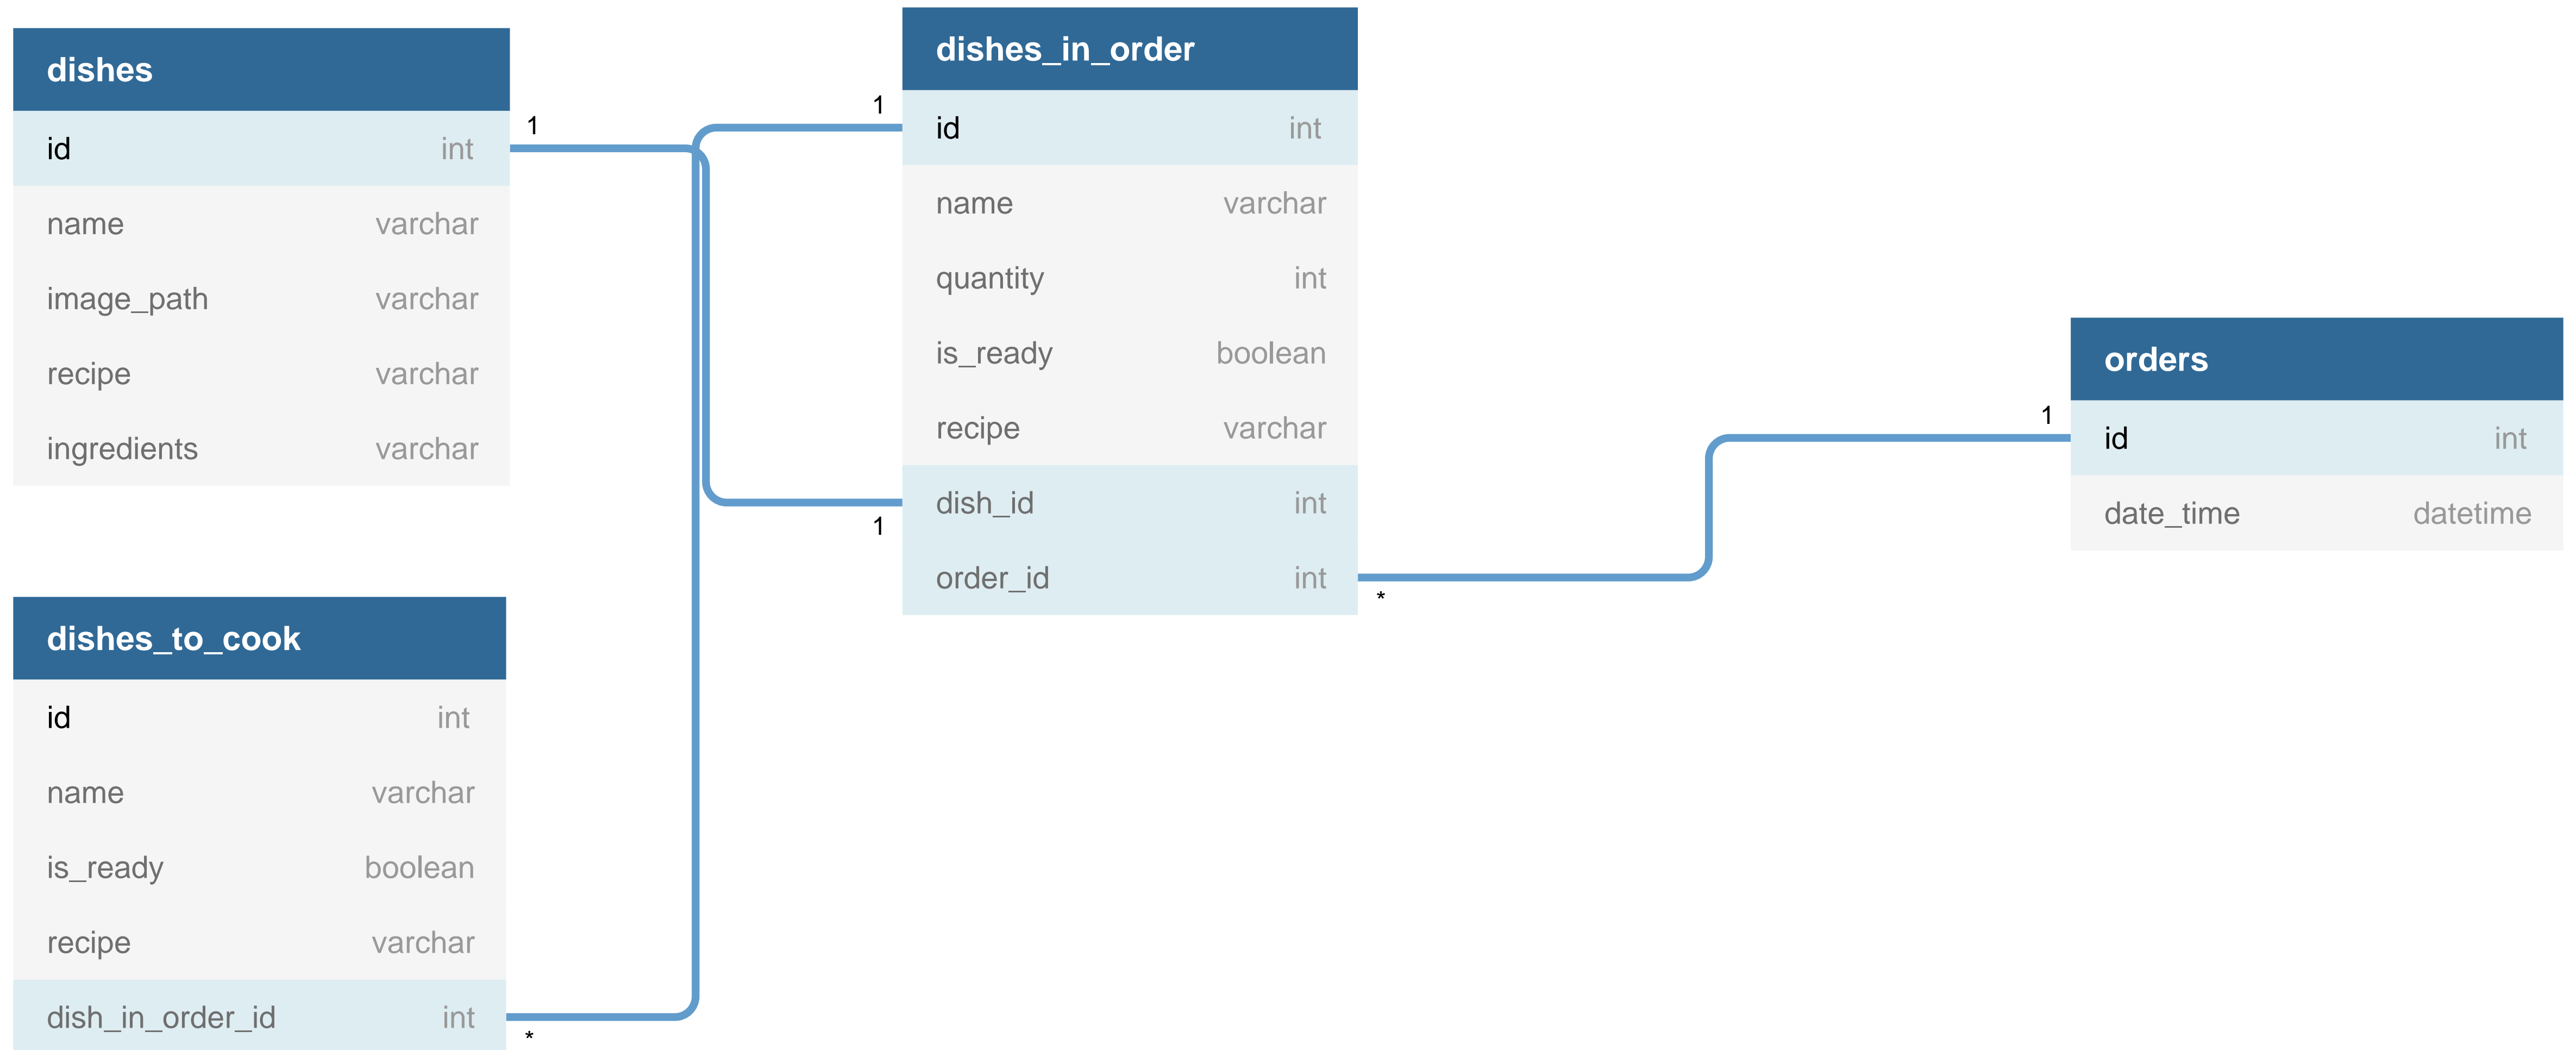 dishes
id int
name varchar
image_path varchar
recipe varchar
ingredients varchar
1
dishes_to_cook
id int
name varchar
is_ready boolean
recipe varchar
dish_in_order_id int
*
1
dishes_in_order
id int
name varchar
quantity int
is_ready boolean
recipe varchar
dish_id int
1
order_id int
*
1
orders
id int
date_time datetime